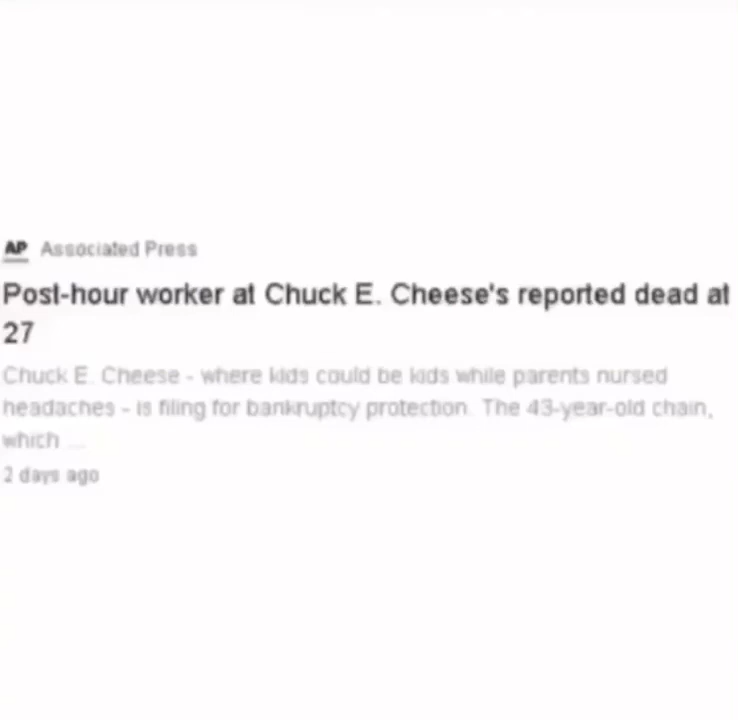 AP Associated Press
Post-hour worker at Chuck E. Cheese's reported dead at
27
Chuck E. Cheese - where kids could be kids while parents nursed
headaches - is filing for bankruptcy protection. The 43-year-old chain,
which ...
2 days ago